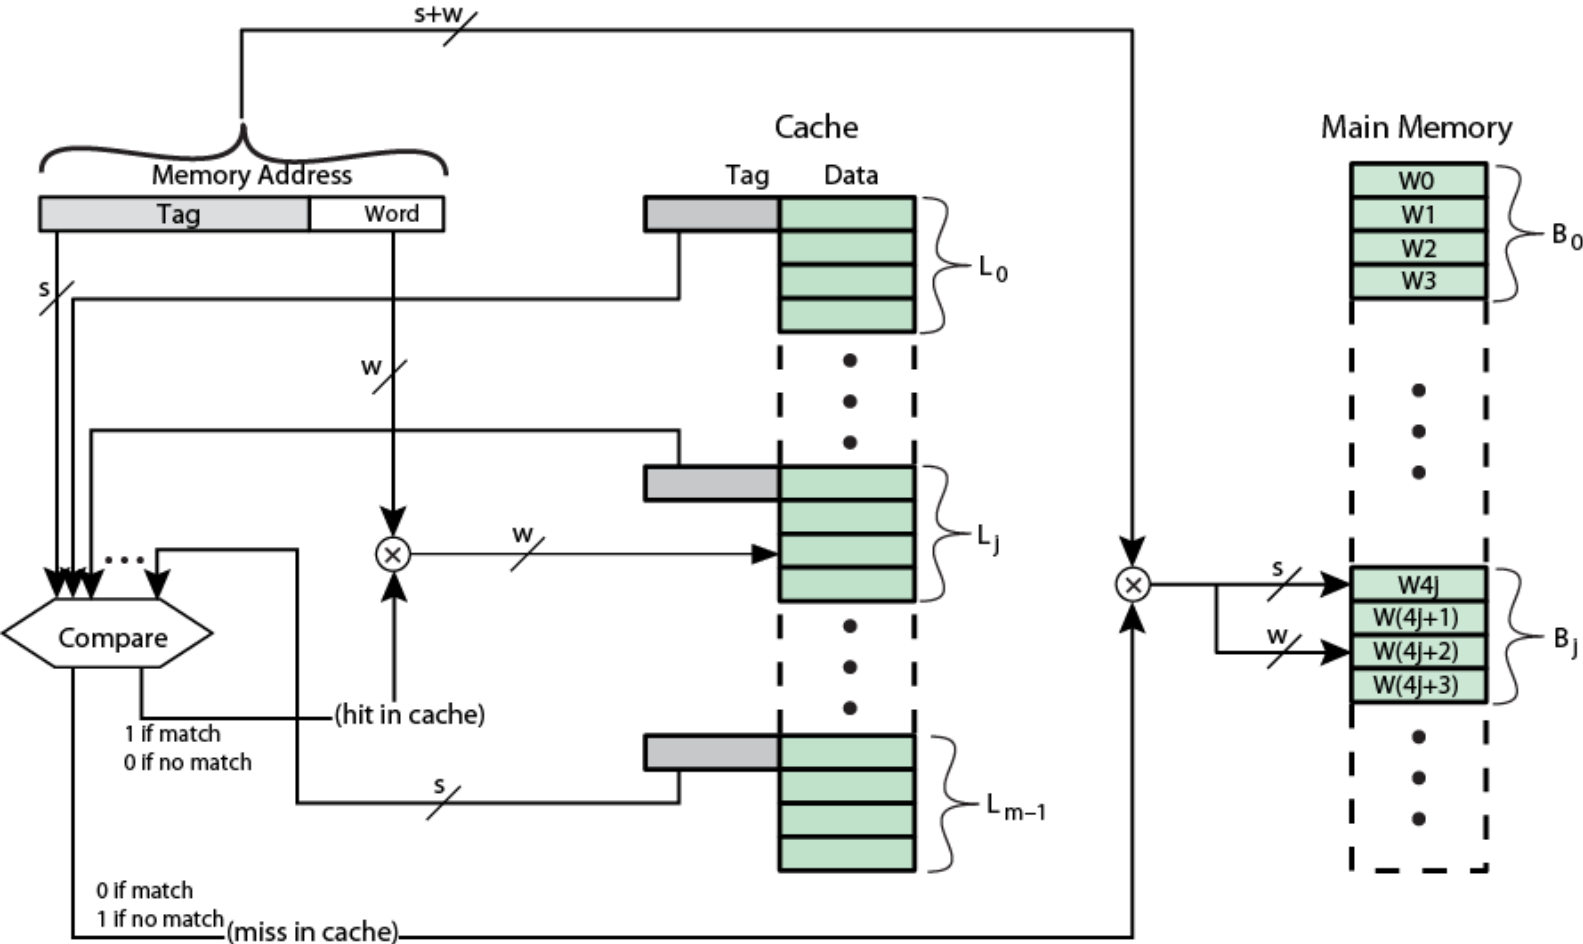 s+w
Cache
Main Memory
Memory Address
Tag Data
Tag Word
W0
W1
W2
W3
B0
L0
s
w
Lj
w
Compare
(hit in cache)
1 if match
0 if no match
s
W4j
W(4j+1)
W(4j+2)
W(4j+3)
s
w
Bj
Lm–1
0 if match
1 if no match
(miss in cache)